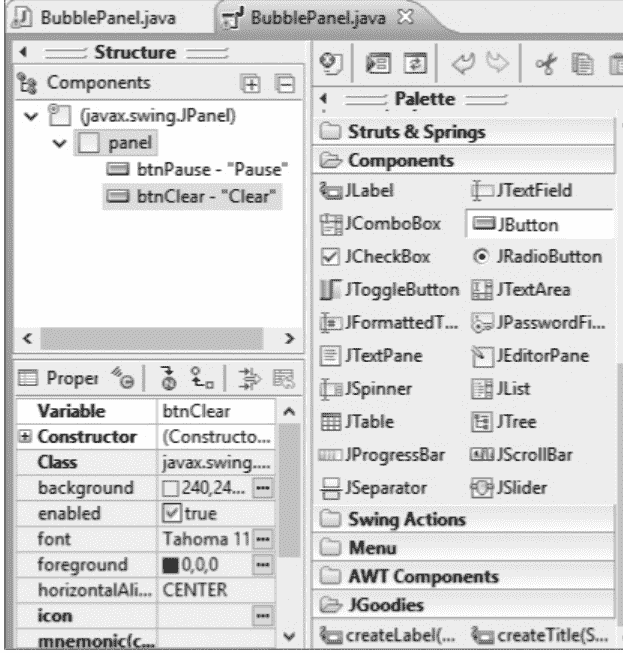 BubblePanel.java
BubblePanel.java
Structure
Components
(javax.swing.JPanel)
panel
btnPause - "Pause"
btnClear - "Clear"
Proper
Variable btnClear
Constructor (Constructo...
Class javax.swing....
background 240,24... ...
enabled true
font Tahoma 11 ...
foreground 0,0,0 ...
horizontalAli... CENTER
icon ...
mnemonic(c...
Palette
Struts & Springs
Components
JLabel JTextField
JComboBox JButton
JCheckBox JRadioButton
JToggleButton JTextArea
JFormattedT... JPasswordFi...
JTextPane JEditorPane
JSpinner JList
JTable JTree
JProgressBar JScrollBar
JSeparator JSlider
Swing Actions
Menu
AWT Components
JGoodies
createLabel(... createTitle(S...